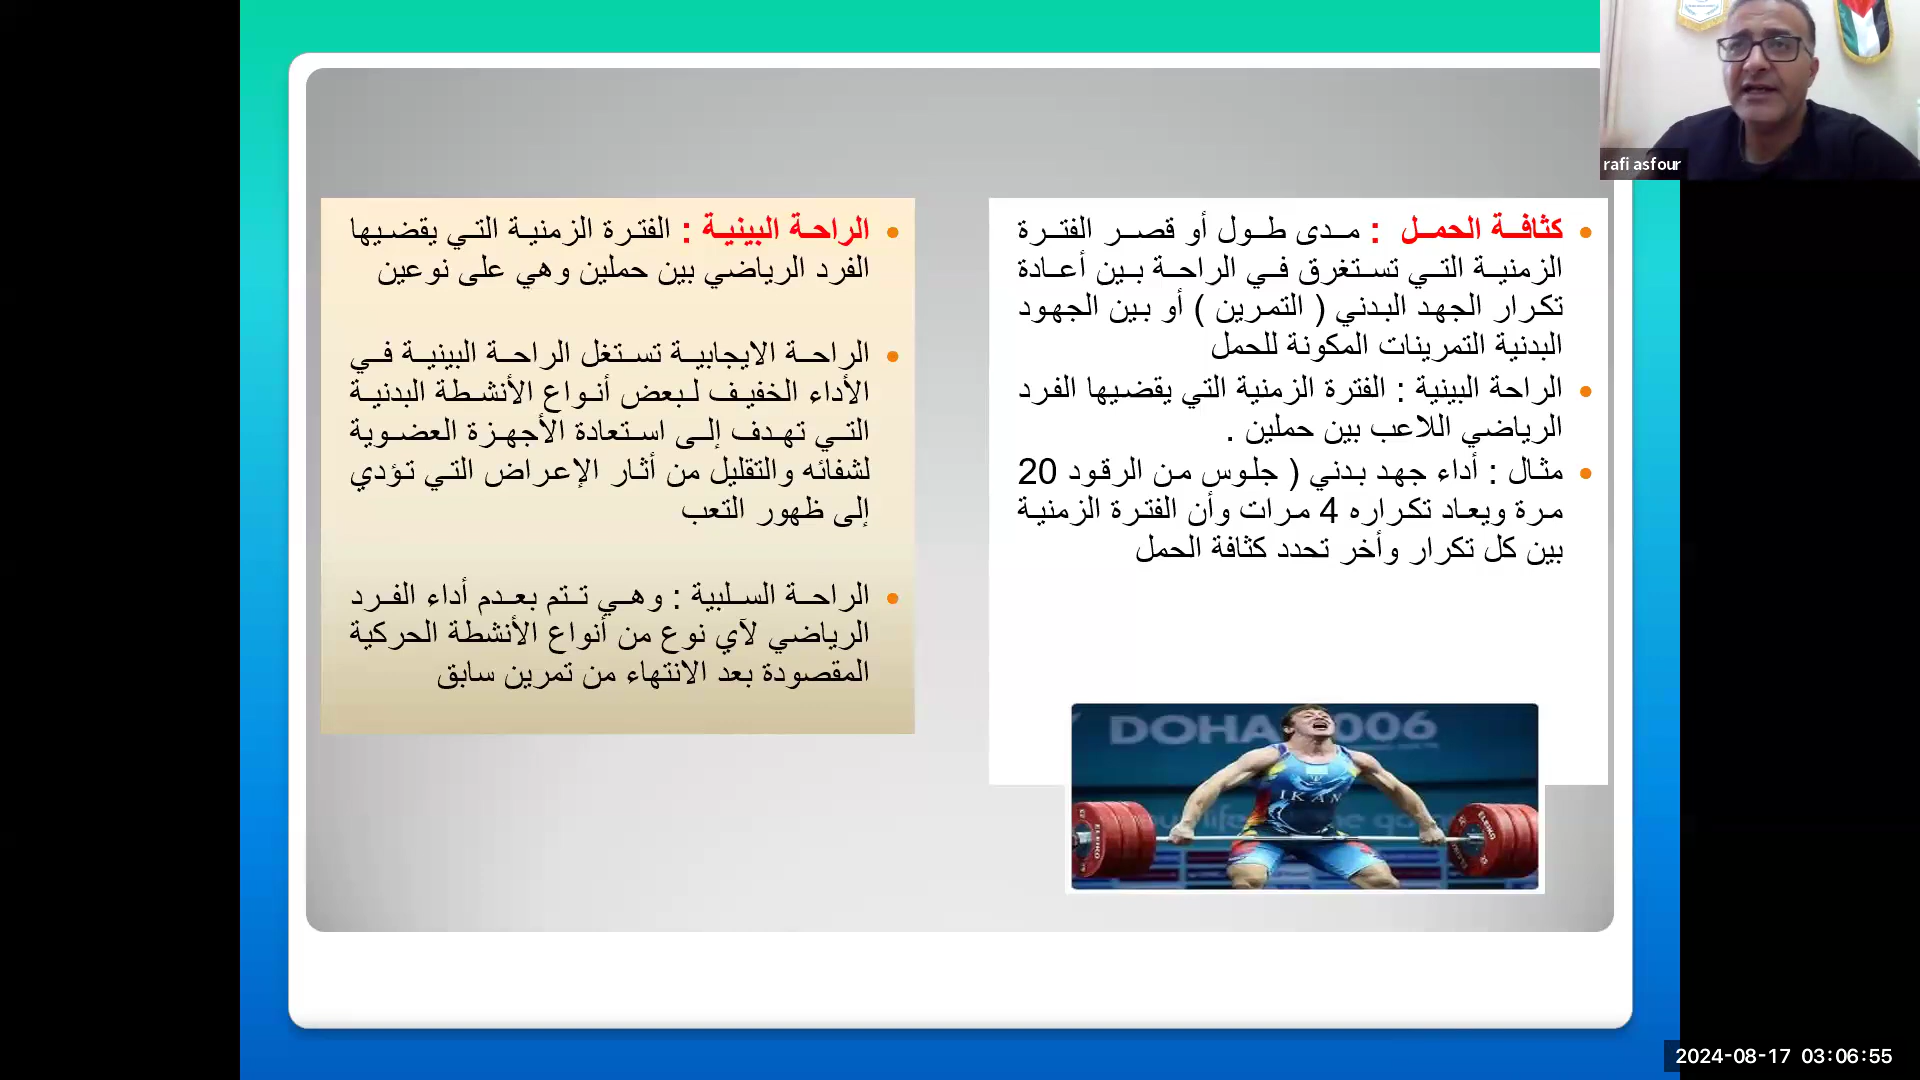 كثافة الحمل : مدى طول أو قصر الفترة
الزمنية التي تستغرق في الراحة بين أعادة
تكرار الجهد البدني ( التمرين ) أو بين الجهود
البدنية التمرينات المكونة للحمل
الراحة البينية : الفترة الزمنية التي يقضيها الفرد
الرياضي اللاعب بين حملين .
مثال : أداء جهد بدني ( جلوس من الرقود 20
مرة ويعاد تكراره 4 مرات وأن الفترة الزمنية
بين كل تكرار وأخر تحدد كثافة الحمل
الراحة البينية : الفترة الزمنية التي يقضيها
الفرد الرياضي بين حملين وهي على نوعين
الراحة الايجابية تستغل الراحة البينية في
الأداء الخفيف لبعض أنواع الأنشطة البدنية
التي تهدف إلى استعادة الأجهزة العضوية
لشفائه والتقليل من أثار الإعراض التي تؤدي
إلى ظهور التعب
الراحة السلبية : وهي تتم بعدم أداء الفرد
الرياضي لآي نوع من أنواع الأنشطة الحركية
المقصودة بعد الانتهاء من تمرين سابق
DOHA 2006
IKAN
ELEIKO
ELEIKO
rafi asfour
2024-08-17 03:06:55